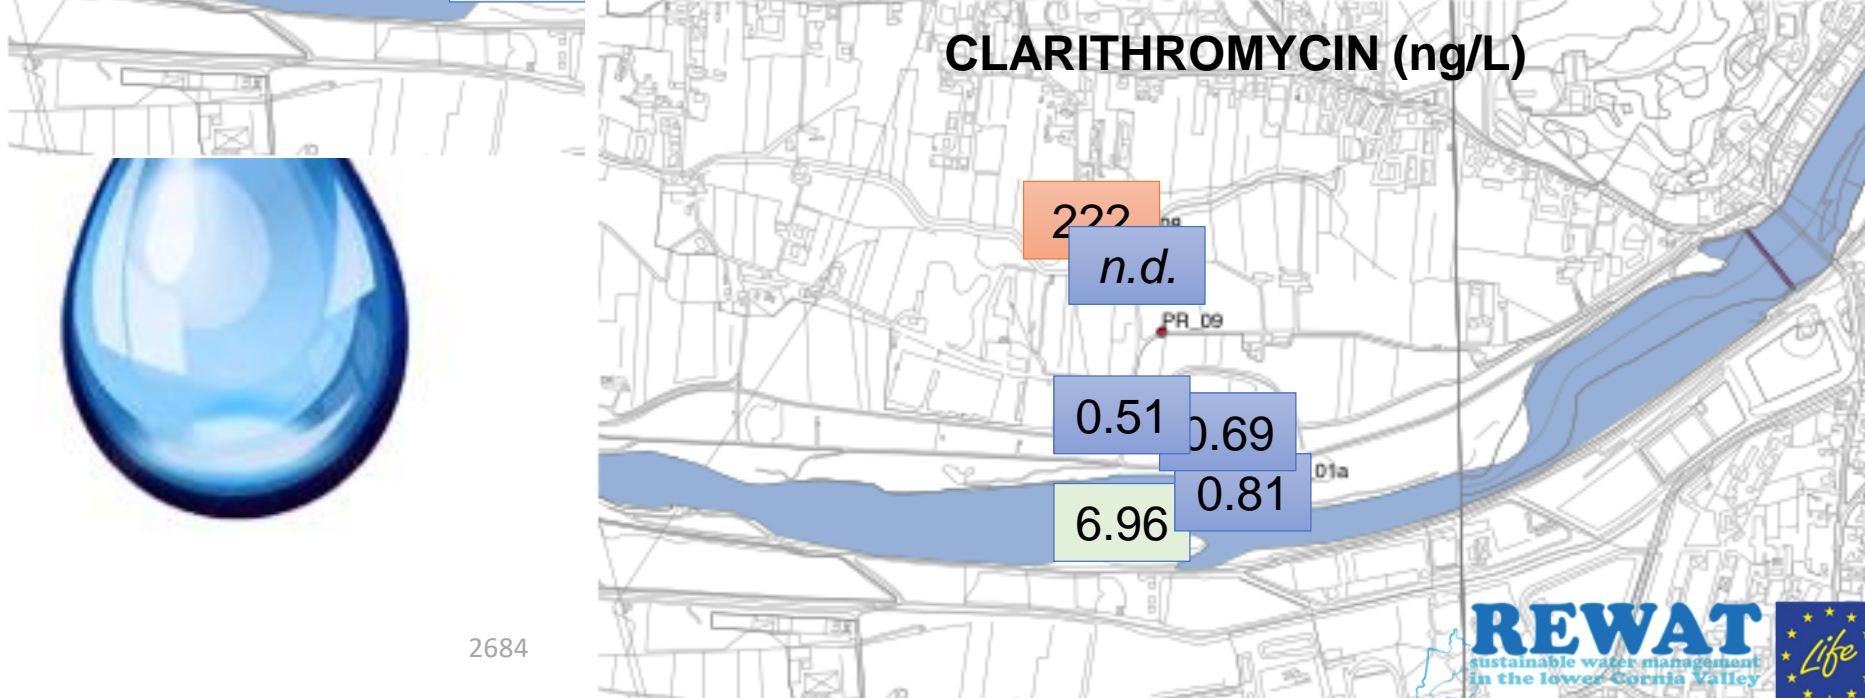 CLARITHROMYCIN (ng/L)
222
n.d.
PR_09
0.51
0.69
01a
0.81
6.96
2684
REWAT
sustainable water management
in the lower Cornia Valley
Life